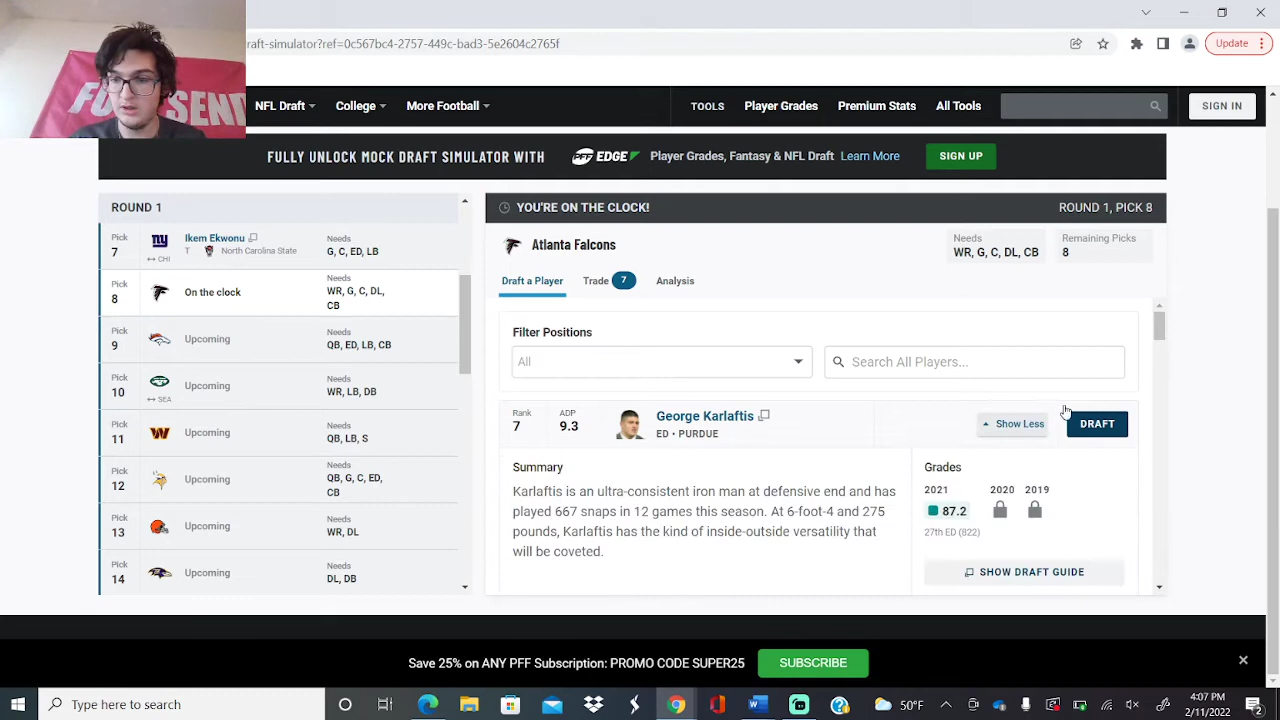 raft-simulator?ref=0c567bc4-2757-449c-bad3-5e2604c2765f
Update
NFL Draft College More Football TOOLS Player Grades Premium Stats All Tools SIGN IN
FULLY UNLOCK MOCK DRAFT SIMULATOR WITH PFF EDGE Player Grades, Fantasy & NFL Draft Learn More SIGN UP
ROUND 1
Pick
7
ny
↔ CHI
Ikem Ekwonu
T North Carolina State
Needs
G, C, ED, LB
Pick
8
On the clock
Needs
WR, G, C, DL,
CB
Pick
9
Upcoming
Needs
QB, ED, LB, CB
Pick
10
↔ SEA
Upcoming
Needs
WR, LB, DB
Pick
11
Upcoming
Needs
QB, LB, S
Pick
12
Upcoming
Needs
QB, G, C, ED,
CB
Pick
13
Upcoming
Needs
WR, DL
Pick
14
Upcoming
Needs
DL, DB
YOU'RE ON THE CLOCK! ROUND 1, PICK 8
Atlanta Falcons
Needs
WR, G, C, DL, CB
Remaining Picks
8
Draft a Player Trade 7 Analysis
Filter Positions
All
Search All Players...
Rank
7
ADP
9.3
George Karlaftis
ED • PURDUE
Show Less
DRAFT
Summary
Karlaftis is an ultra-consistent iron man at defensive end and has
played 667 snaps in 12 games this season. At 6-foot-4 and 275
pounds, Karlaftis has the kind of inside-outside versatility that
will be coveted.
Grades
2021 2020 2019
87.2
27th ED (822)
SHOW DRAFT GUIDE
Save 25% on ANY PFF Subscription: PROMO CODE SUPER25 SUBSCRIBE
Type here to search
50°F
4:07 PM
2/11/2022
2